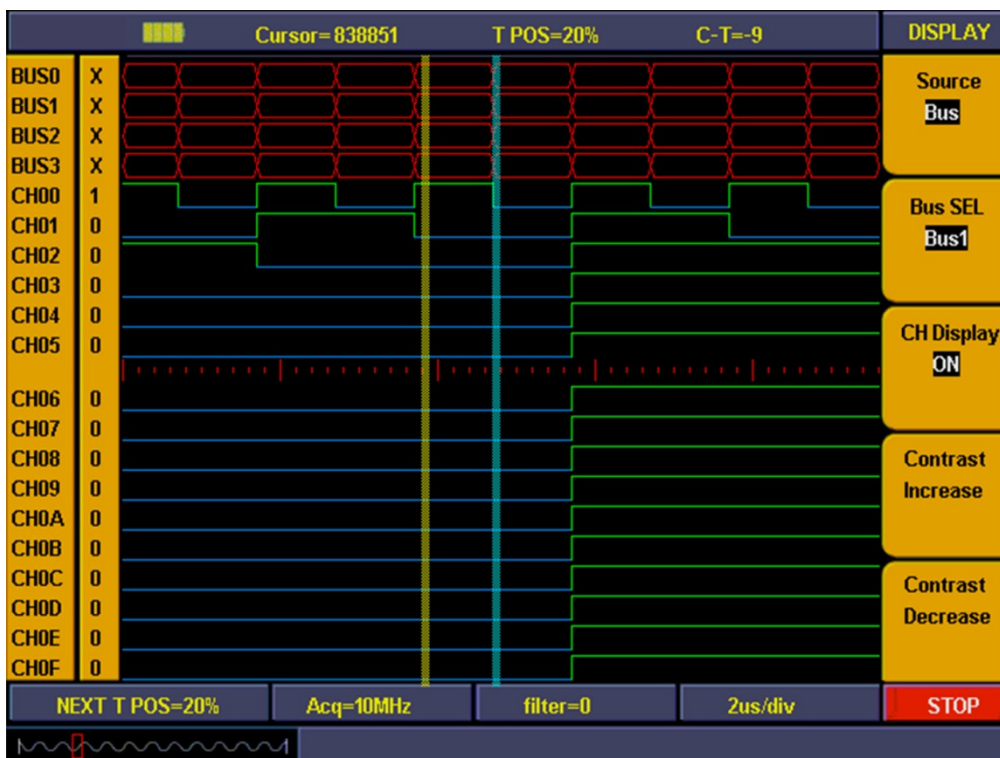 Cursor=838851 T POS=20% C-T=-9 DISPLAY
BUS0 X
BUS1 X
BUS2 X
BUS3 X
CH00 1
CH01 0
CH02 0
CH03 0
CH04 0
CH05 0
CH06 0
CH07 0
CH08 0
CH09 0
CH0A 0
CH0B 0
CH0C 0
CH0D 0
CH0E 0
CH0F 0
Source
Bus
Bus SEL
Bus1
CH Display
ON
Contrast
Increase
Contrast
Decrease
NEXT T POS=20% Acq=10MHz filter=0 2us/div STOP